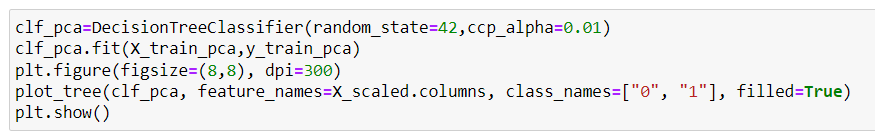 clf_pca=DecisionTreeClassifier(random_state=42,ccp_alpha=0.01)
clf_pca.fit(X_train_pca,y_train_pca)
plt.figure(figsize=(8,8), dpi=300)
plot_tree(clf_pca, feature_names=X_scaled.columns, class_names=["0", "1"], filled=True)
plt.show()